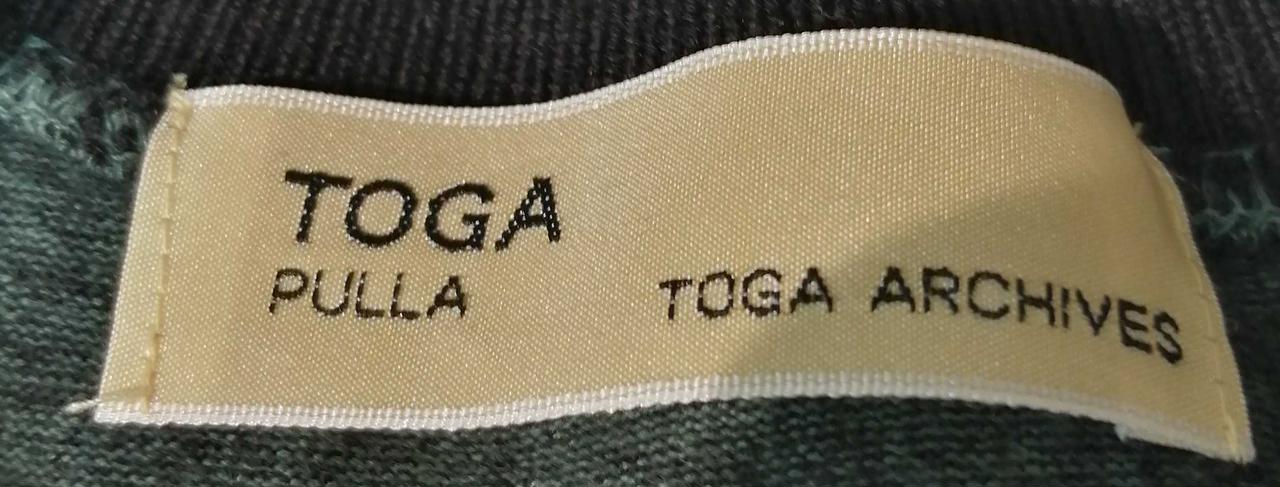 TOGA
PULLA
TOGA ARCHIVES